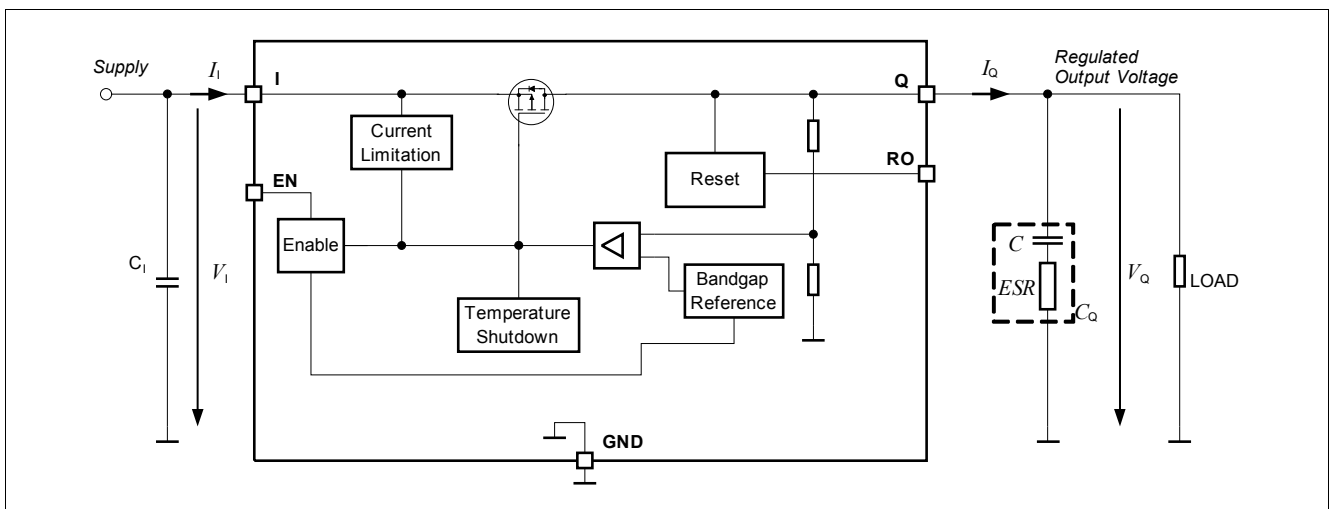 Supply
I_I
I
Q
I_Q
Regulated
Output Voltage
Current
Limitation
Reset
RO
EN
Enable
C_I
V_I
Bandgap
Reference
Temperature
Shutdown
C
ESR
C_Q
V_Q
LOAD
GND